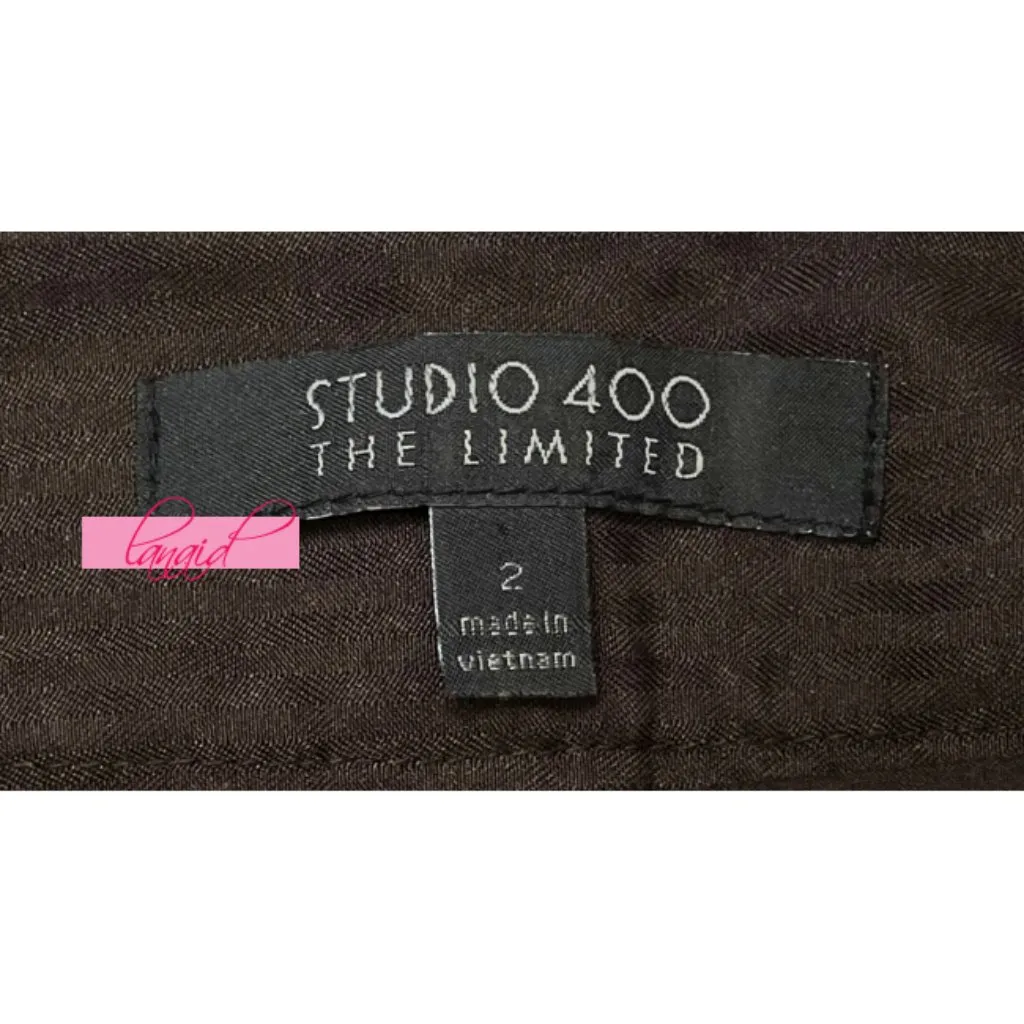 STUDIO 400
THE LIMITED
langid
2
made in
vietnam